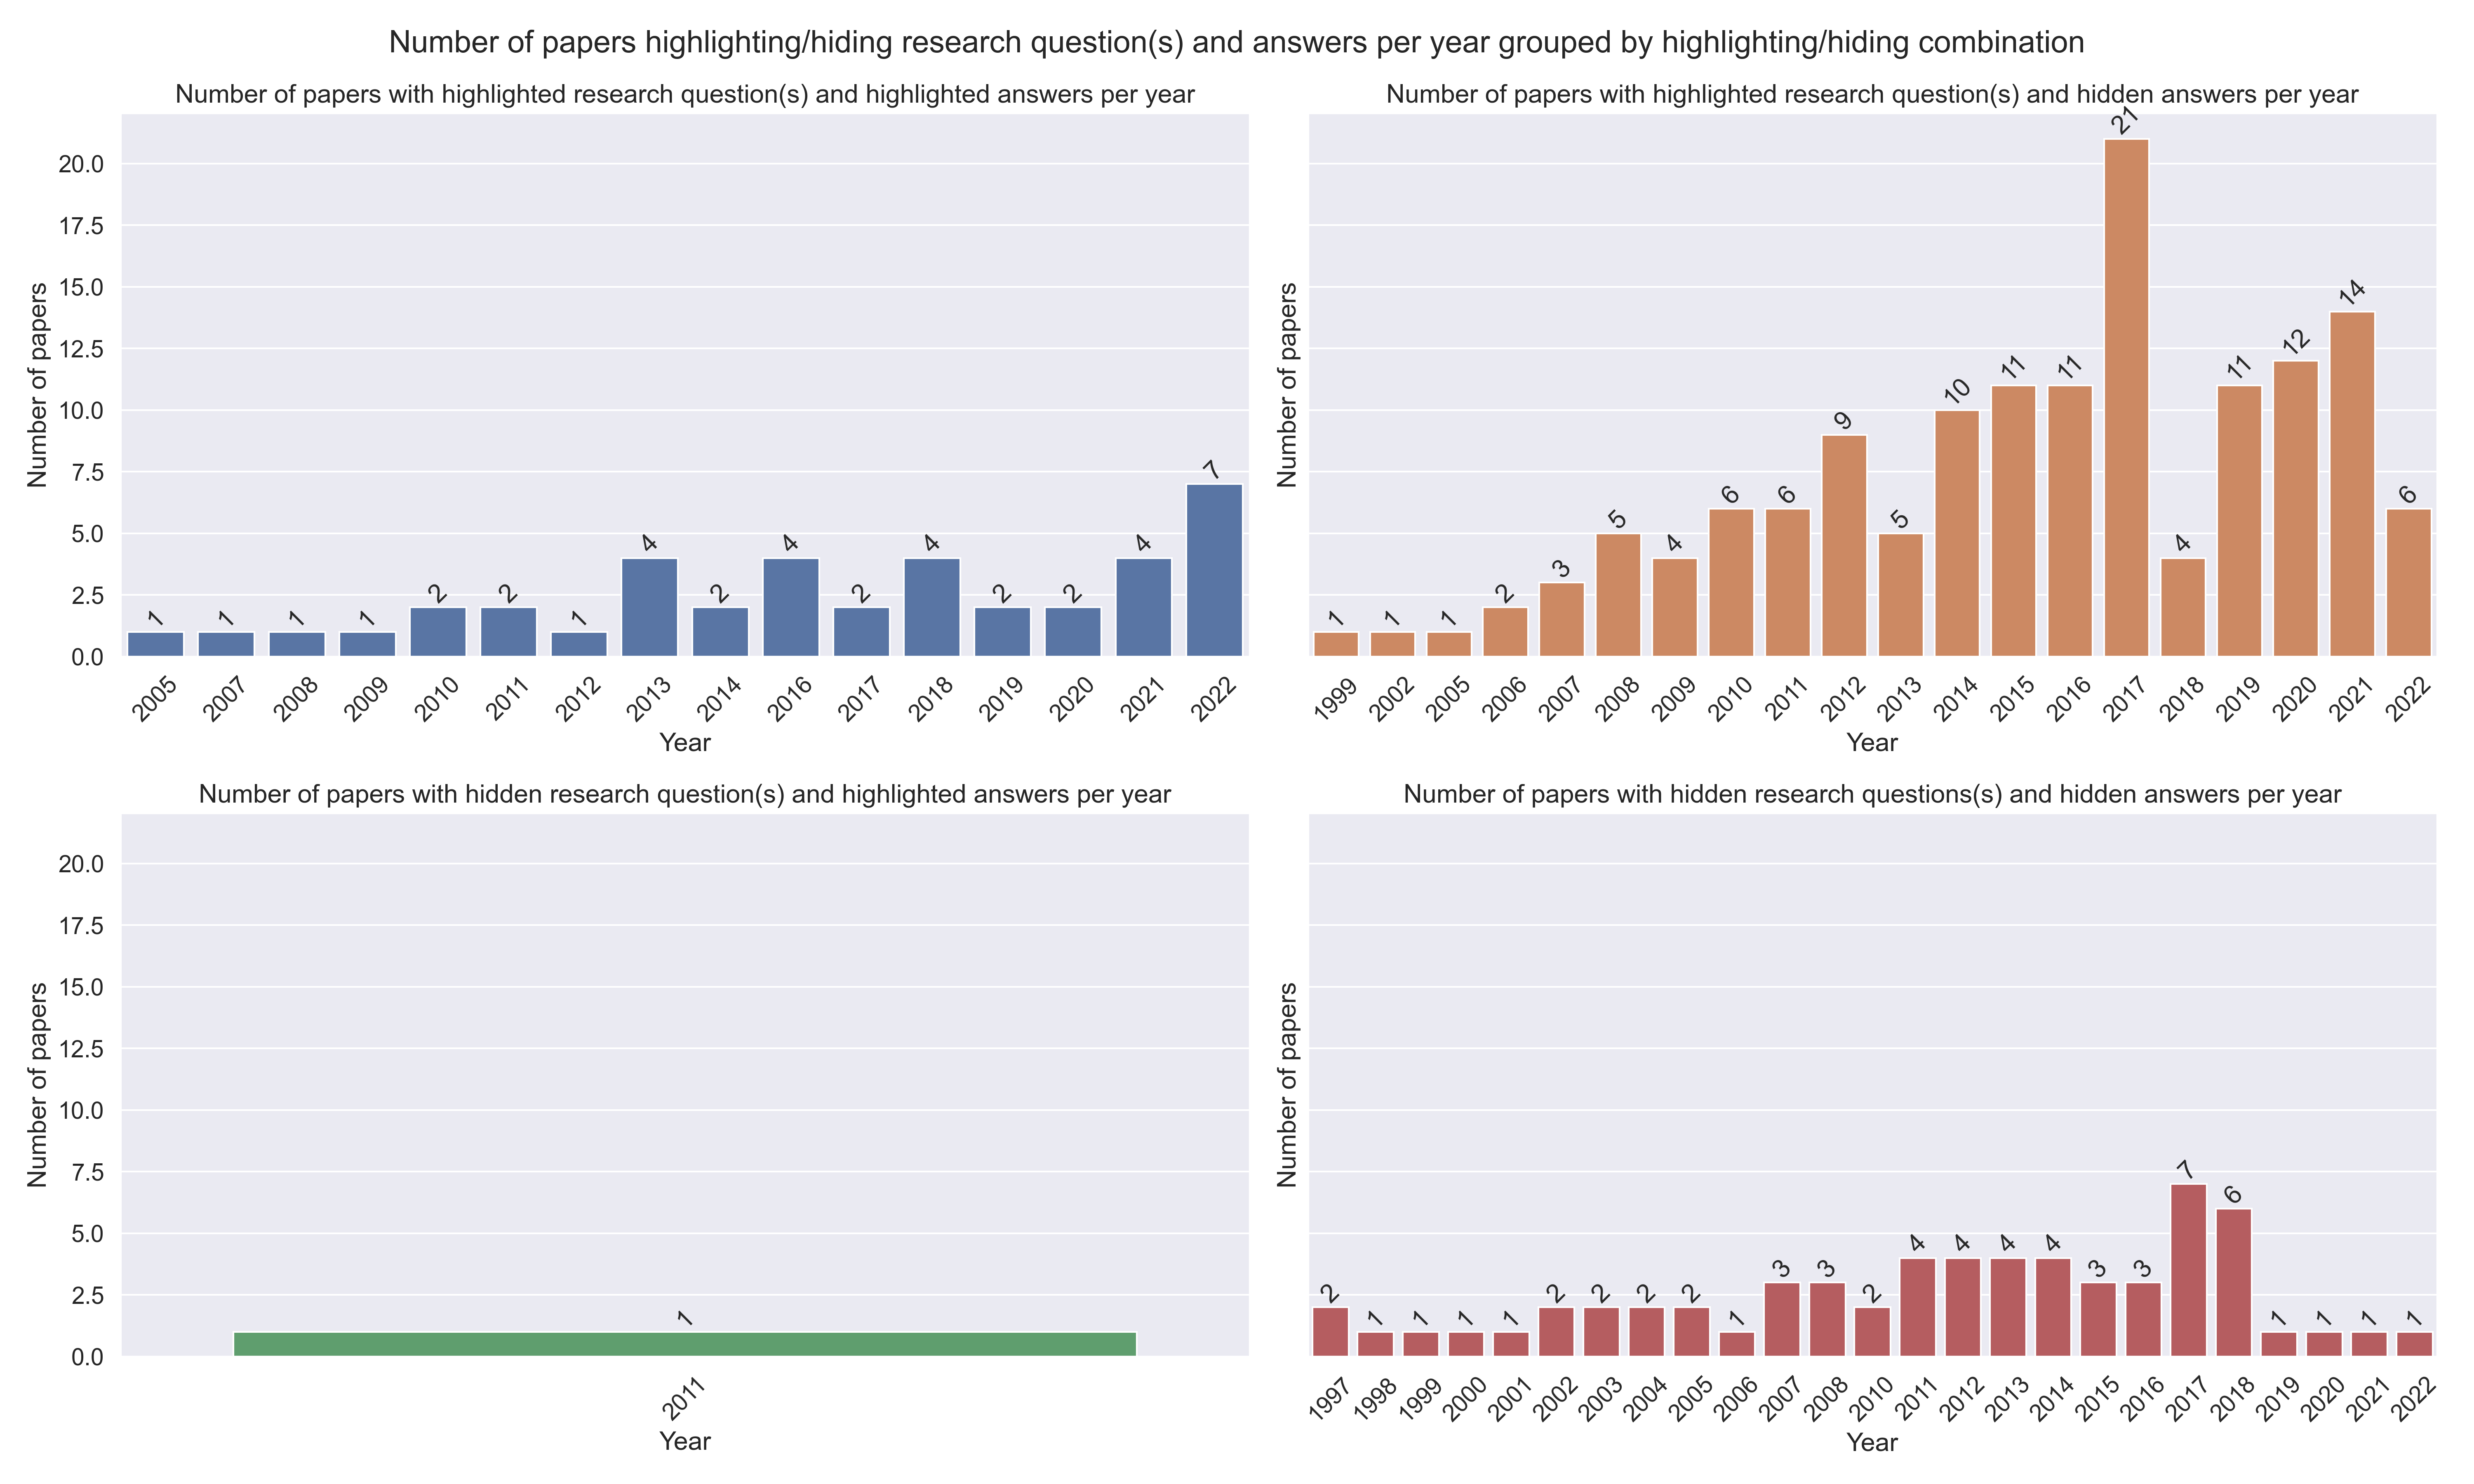 Number of papers highlighting/hiding research question(s) and answers per year grouped by highlighting/hiding combination
Number of papers with highlighted research question(s) and highlighted answers per year
Number of papers
20.0
17.5
15.0
12.5
10.0
7.5
5.0
2.5
0.0
1 1 1 1 2 2 1 4 2 4 2 4 2 2 4 7
2005 2007 2008 2009 2010 2011 2012 2013 2014 2016 2017 2018 2019 2020 2021 2022
Year
Number of papers with highlighted research question(s) and hidden answers per year
Number of papers
1 1 1 2 3 5 4 6 6 9 5 10 11 11 21 4 11 12 14 6
1999 2002 2005 2006 2007 2008 2009 2010 2011 2012 2013 2014 2015 2016 2017 2018 2019 2020 2021 2022
Year
Number of papers with hidden research question(s) and highlighted answers per year
Number of papers
20.0
17.5
15.0
12.5
10.0
7.5
5.0
2.5
0.0
1
2011
Year
Number of papers with hidden research questions(s) and hidden answers per year
Number of papers
2 1 1 1 1 2 2 2 2 1 3 3 2 4 4 4 4 3 3 7 6 1 1 1 1
1997 1998 1999 2000 2001 2002 2003 2004 2005 2006 2007 2008 2010 2011 2012 2013 2014 2015 2016 2017 2018 2019 2020 2021 2022
Year